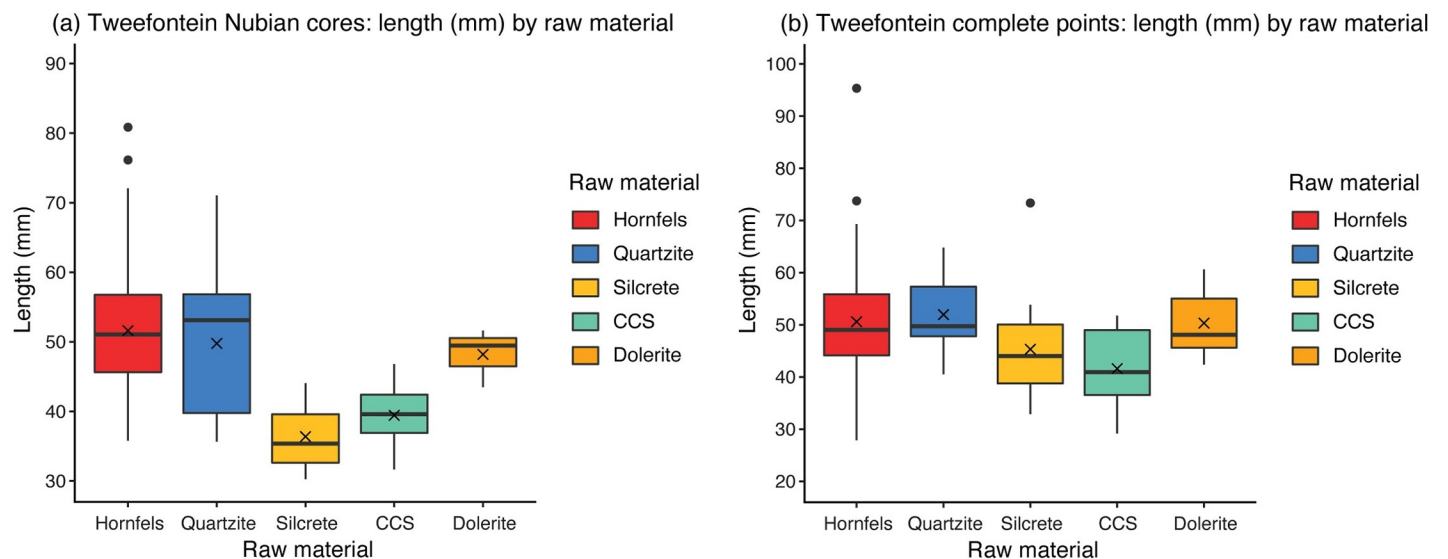 (a) Tweefontein Nubian cores: length (mm) by raw material
90
80
70
60
50
40
30
Length (mm)
Hornfels Quartzite Silcrete CCS Dolerite
Raw material
Raw material
Hornfels
Quartzite
Silcrete
CCS
Dolerite
(b) Tweefontein complete points: length (mm) by raw material
100
90
80
70
60
50
40
30
20
Length (mm)
Hornfels Quartzite Silcrete CCS Dolerite
Raw material
Raw material
Hornfels
Quartzite
Silcrete
CCS
Dolerite